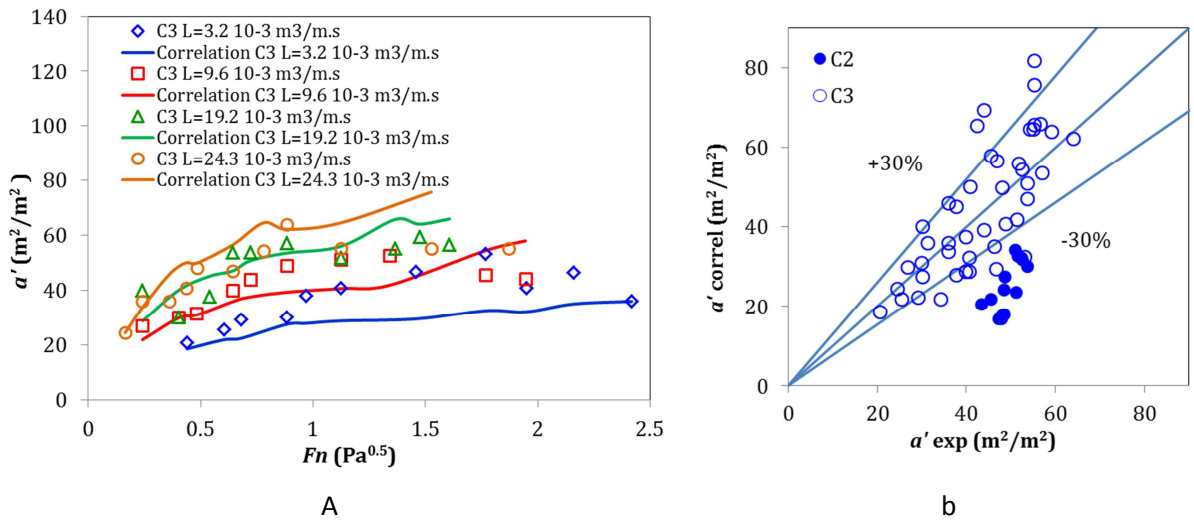 140
120
100
80
60
40
20
0
a' (m²/m²)
C3 L=3.2 10-3 m3/m.s
Correlation C3 L=3.2 10-3 m3/m.s
C3 L=9.6 10-3 m3/m.s
Correlation C3 L=9.6 10-3 m3/m.s
C3 L=19.2 10-3 m3/m.s
Correlation C3 L=19.2 10-3 m3/m.s
C3 L=24.3 10-3 m3/m.s
Correlation C3 L=24.3 10-3 m3/m.s
0 0.5 1 1.5 2 2.5
Fn (Pa⁰·⁵)
A
80
60
40
20
0
a' correl (m²/m²)
C2
C3
+30%
-30%
0 20 40 60 80
a' exp (m²/m²)
b